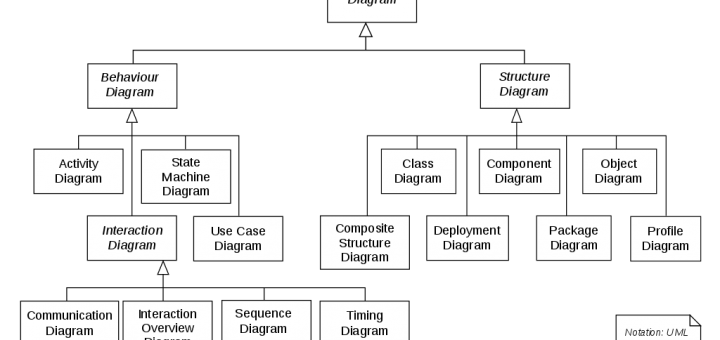 Diagram
Behaviour
Diagram
Structure
Diagram
Activity
Diagram
State
Machine
Diagram
Class
Diagram
Component
Diagram
Object
Diagram
Interaction
Diagram
Use Case
Diagram
Composite
Structure
Diagram
Deployment
Diagram
Package
Diagram
Profile
Diagram
Communication
Diagram
Interaction
Overview
Diagram
Sequence
Diagram
Timing
Diagram
Notation: UML